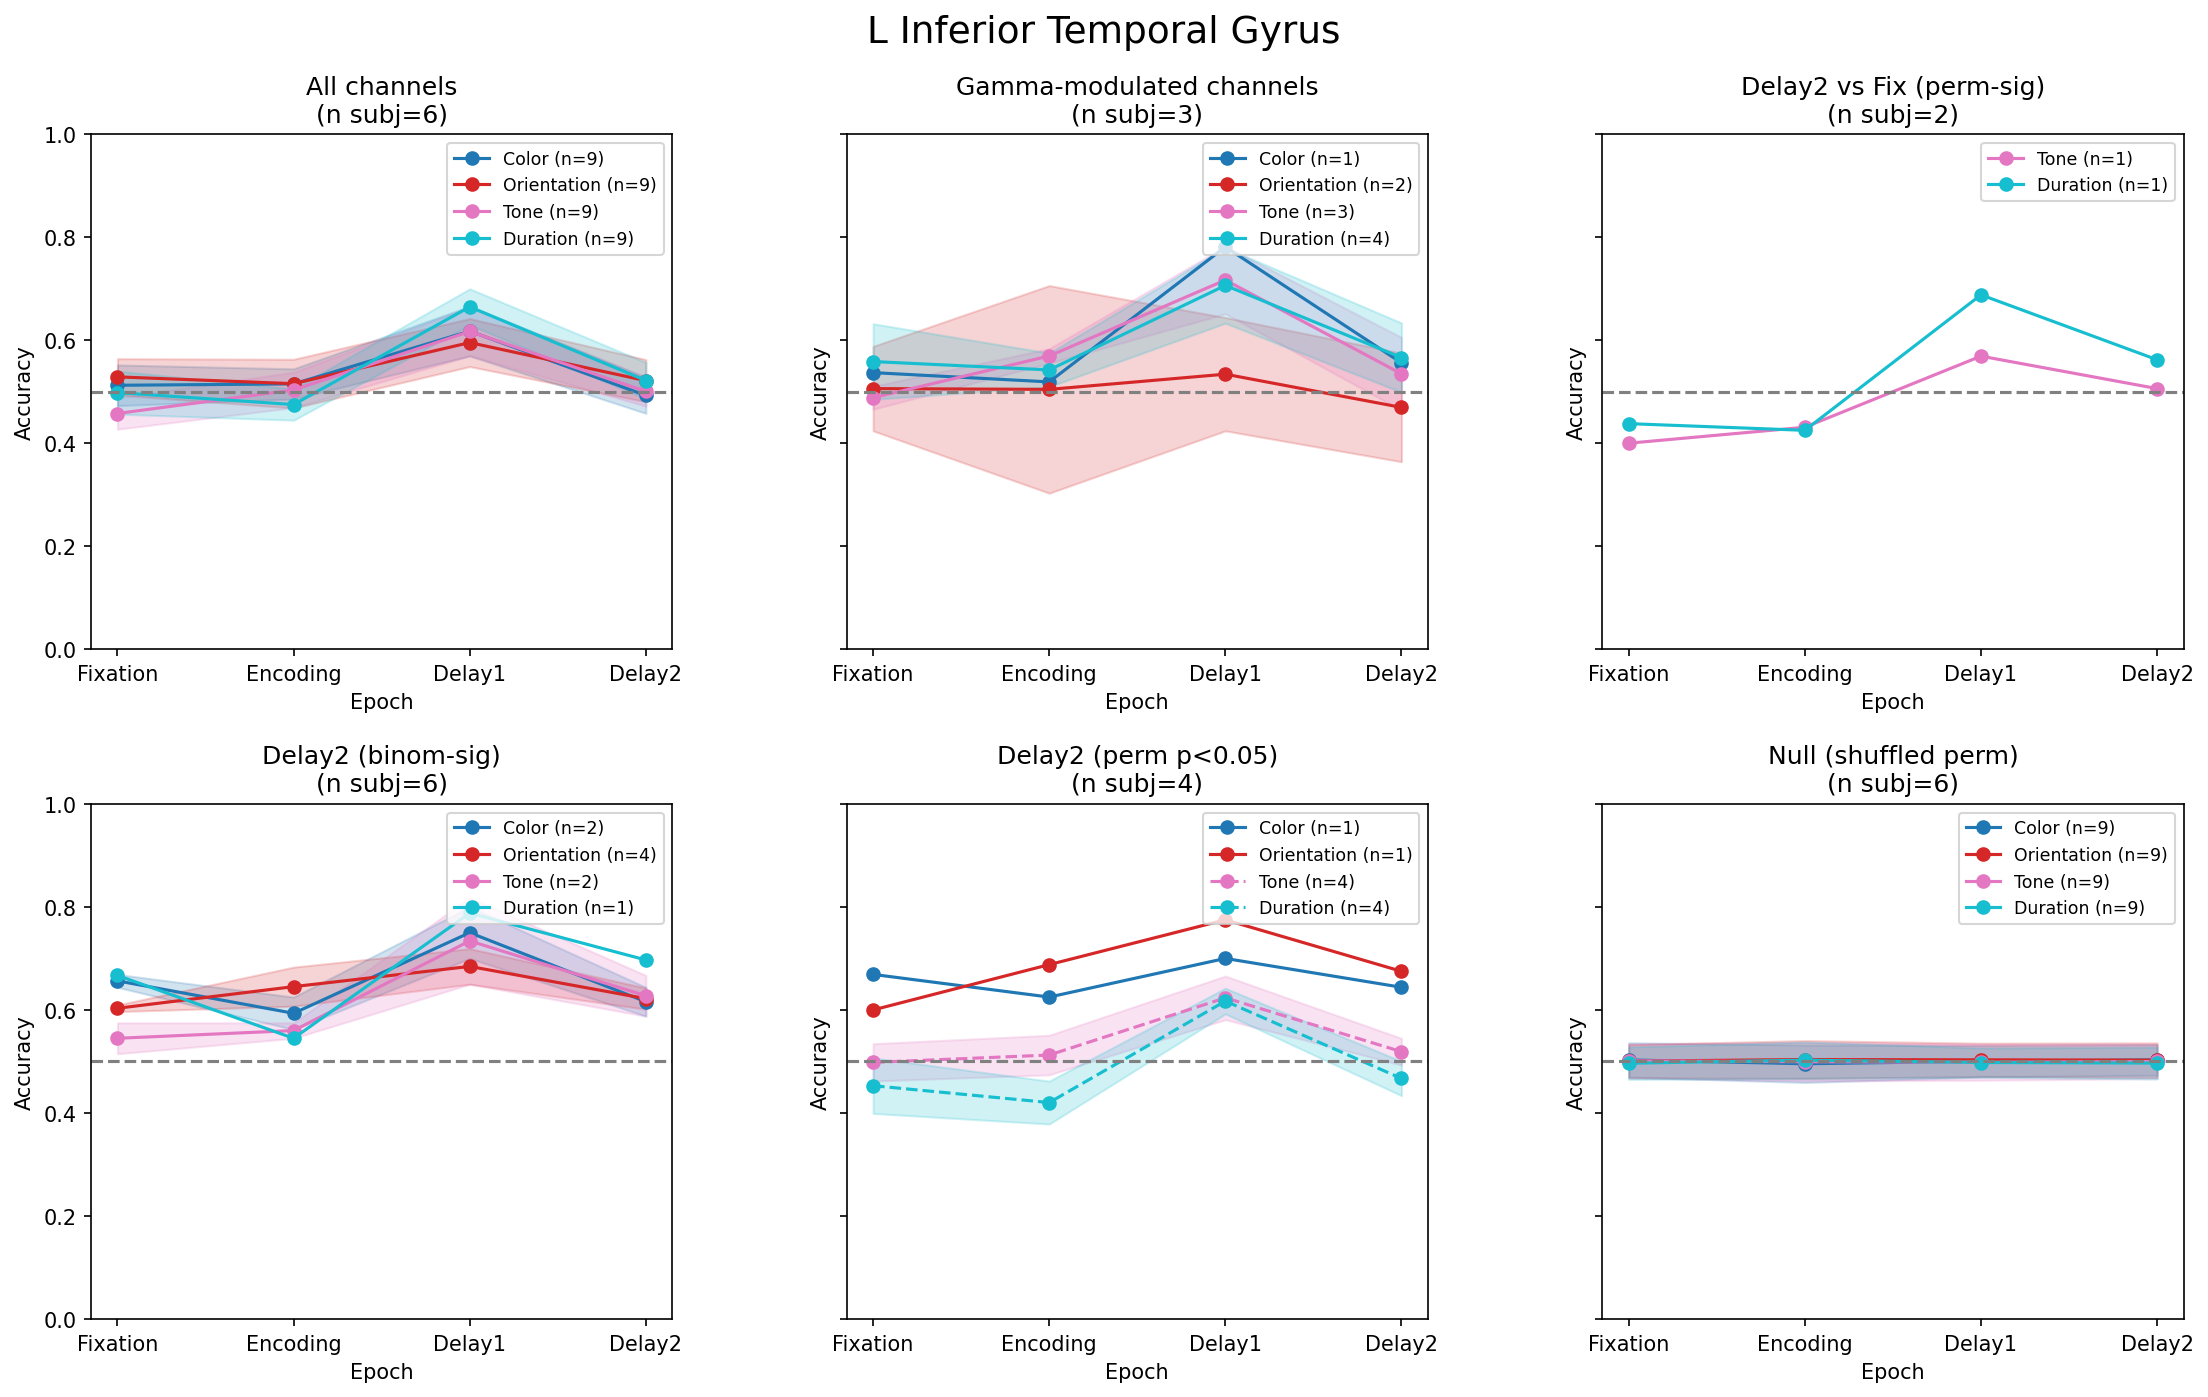 L Inferior Temporal Gyrus
All channels
(n subj=6)
1.0
0.8
0.6
0.4
0.2
0.0
Accuracy
Color (n=9)
Orientation (n=9)
Tone (n=9)
Duration (n=9)
Fixation Encoding Delay1 Delay2
Epoch
Gamma-modulated channels
(n subj=3)
Accuracy
Color (n=1)
Orientation (n=2)
Tone (n=3)
Duration (n=4)
Fixation Encoding Delay1 Delay2
Epoch
Delay2 vs Fix (perm-sig)
(n subj=2)
Accuracy
Tone (n=1)
Duration (n=1)
Fixation Encoding Delay1 Delay2
Epoch
Delay2 (binom-sig)
(n subj=6)
1.0
0.8
0.6
0.4
0.2
0.0
Accuracy
Color (n=2)
Orientation (n=4)
Tone (n=2)
Duration (n=1)
Fixation Encoding Delay1 Delay2
Epoch
Delay2 (perm p<0.05)
(n subj=4)
Accuracy
Color (n=1)
Orientation (n=1)
Tone (n=4)
Duration (n=4)
Fixation Encoding Delay1 Delay2
Epoch
Null (shuffled perm)
(n subj=6)
Accuracy
Color (n=9)
Orientation (n=9)
Tone (n=9)
Duration (n=9)
Fixation Encoding Delay1 Delay2
Epoch